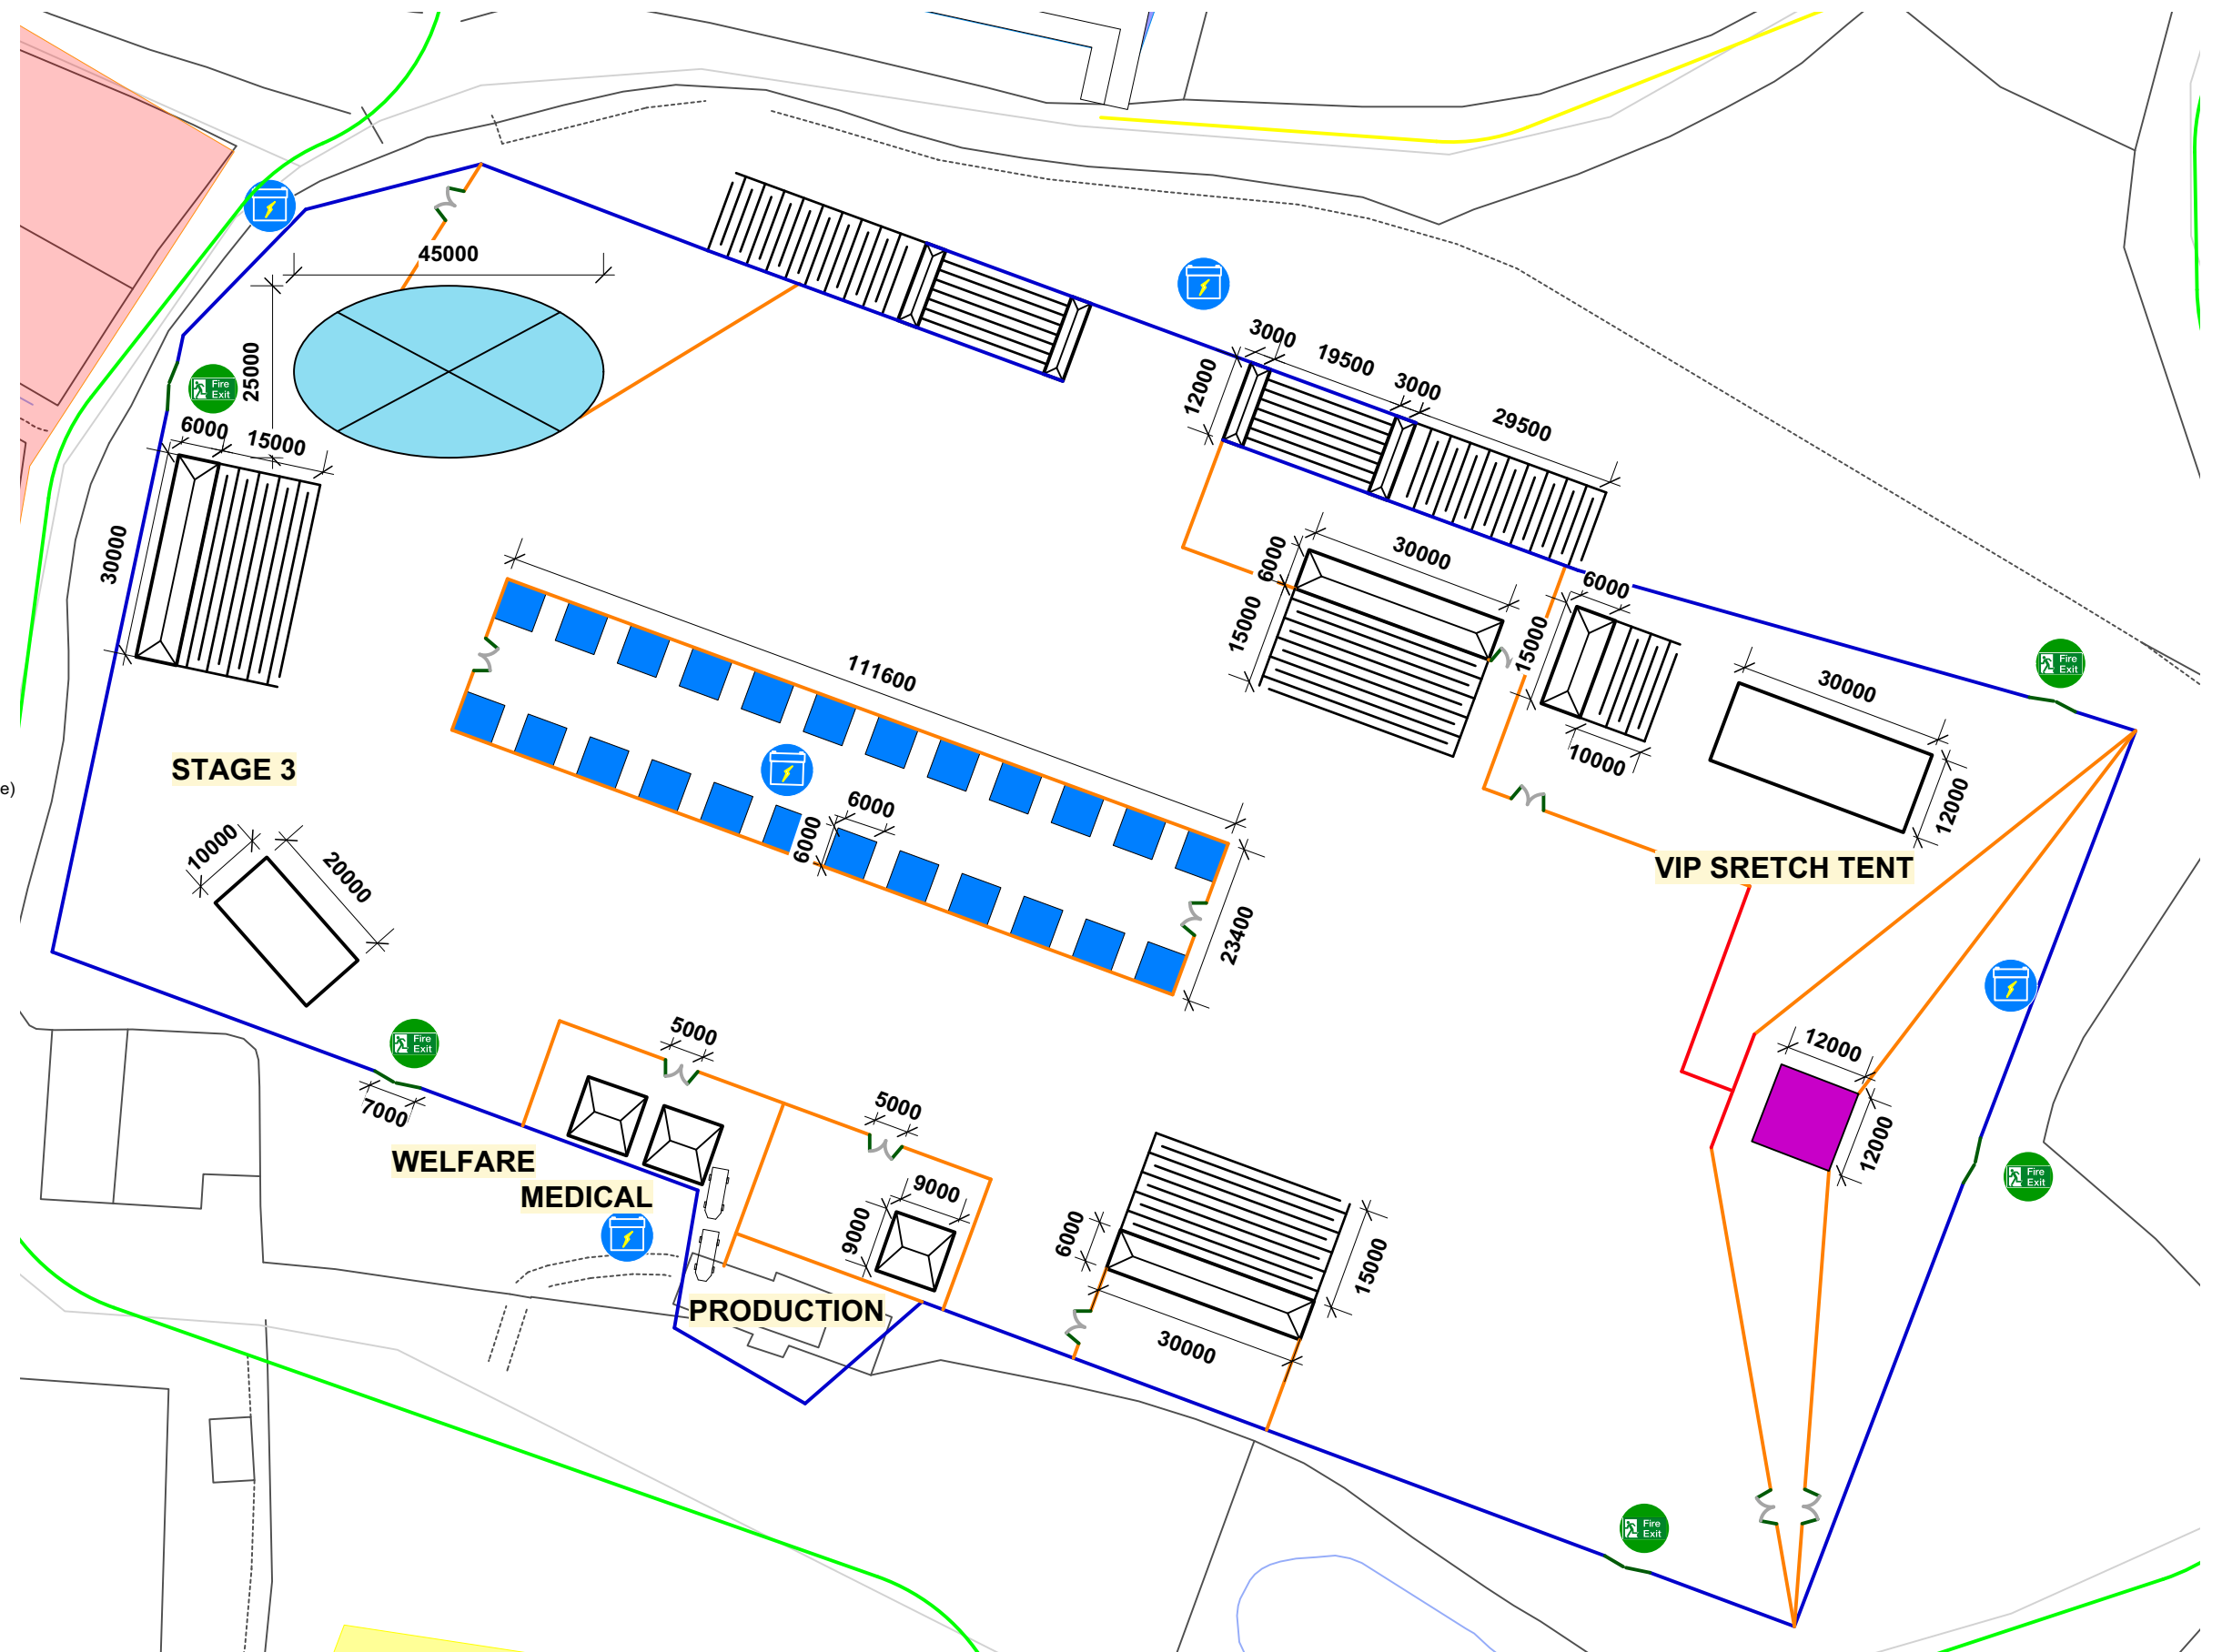 45000
25000
Fire
Exit
6000
15000
30000
3000
19500
3000
29500
12000
6000
30000
15000
6000
15000
10000
30000
12000
Fire
Exit
111600
6000
6000
23400
STAGE 3
e)
10000
20000
VIP SRETCH TENT
Fire
Exit
7000
5000
5000
WELFARE
MEDICAL
9000
9000
PRODUCTION
6000
15000
30000
12000
12000
Fire
Exit
Fire
Exit